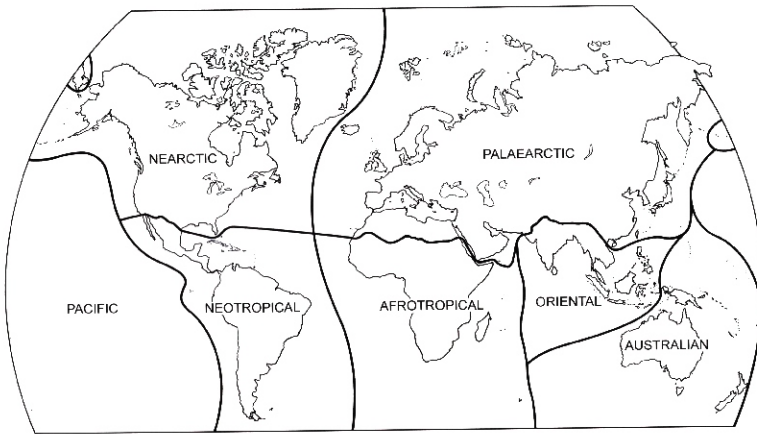 NEARCTIC
PALAEARCTIC
PACIFIC
NEOTROPICAL
AFROTROPICAL
ORIENTAL
AUSTRALIAN